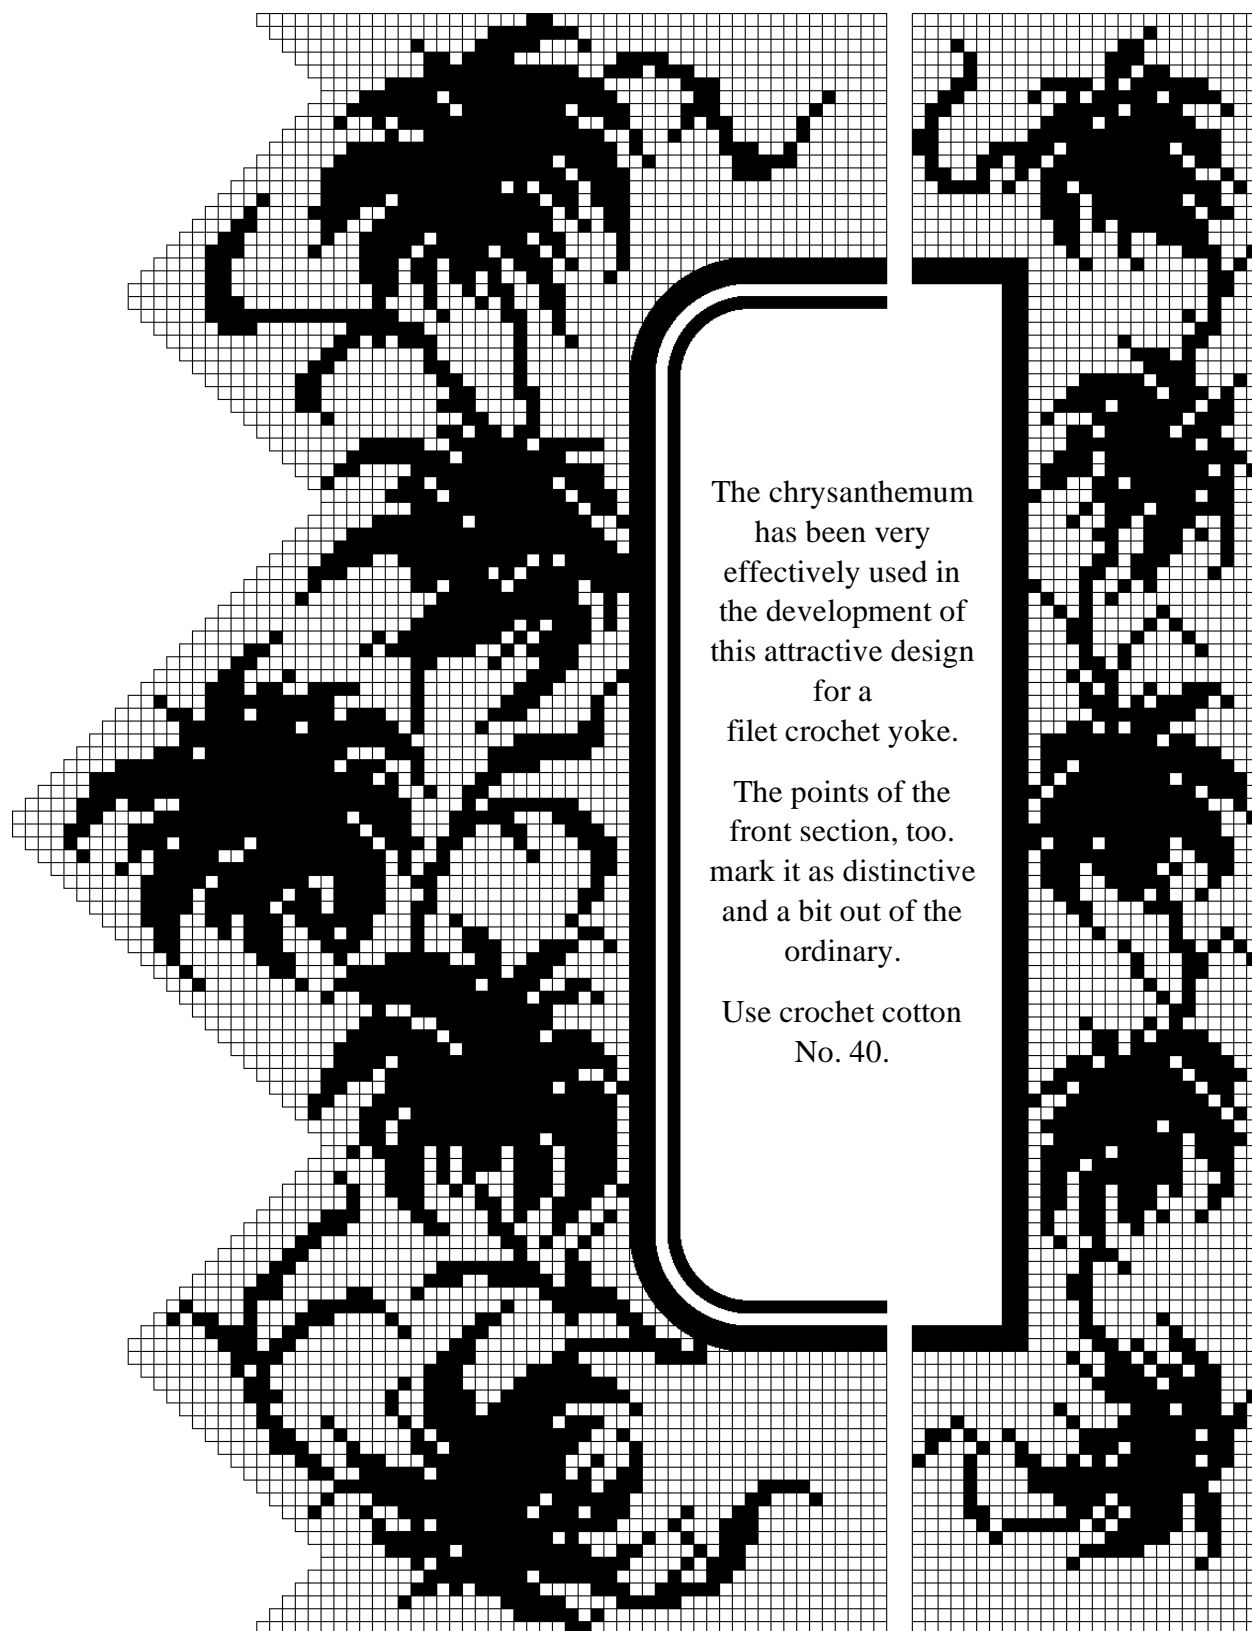 The chrysanthemum
has been very
effectively used in
the development of
this attractive design
for a
filet crochet yoke.
The points of the
front section, too.
mark it as distinctive
and a bit out of the
ordinary.
Use crochet cotton
No. 40.